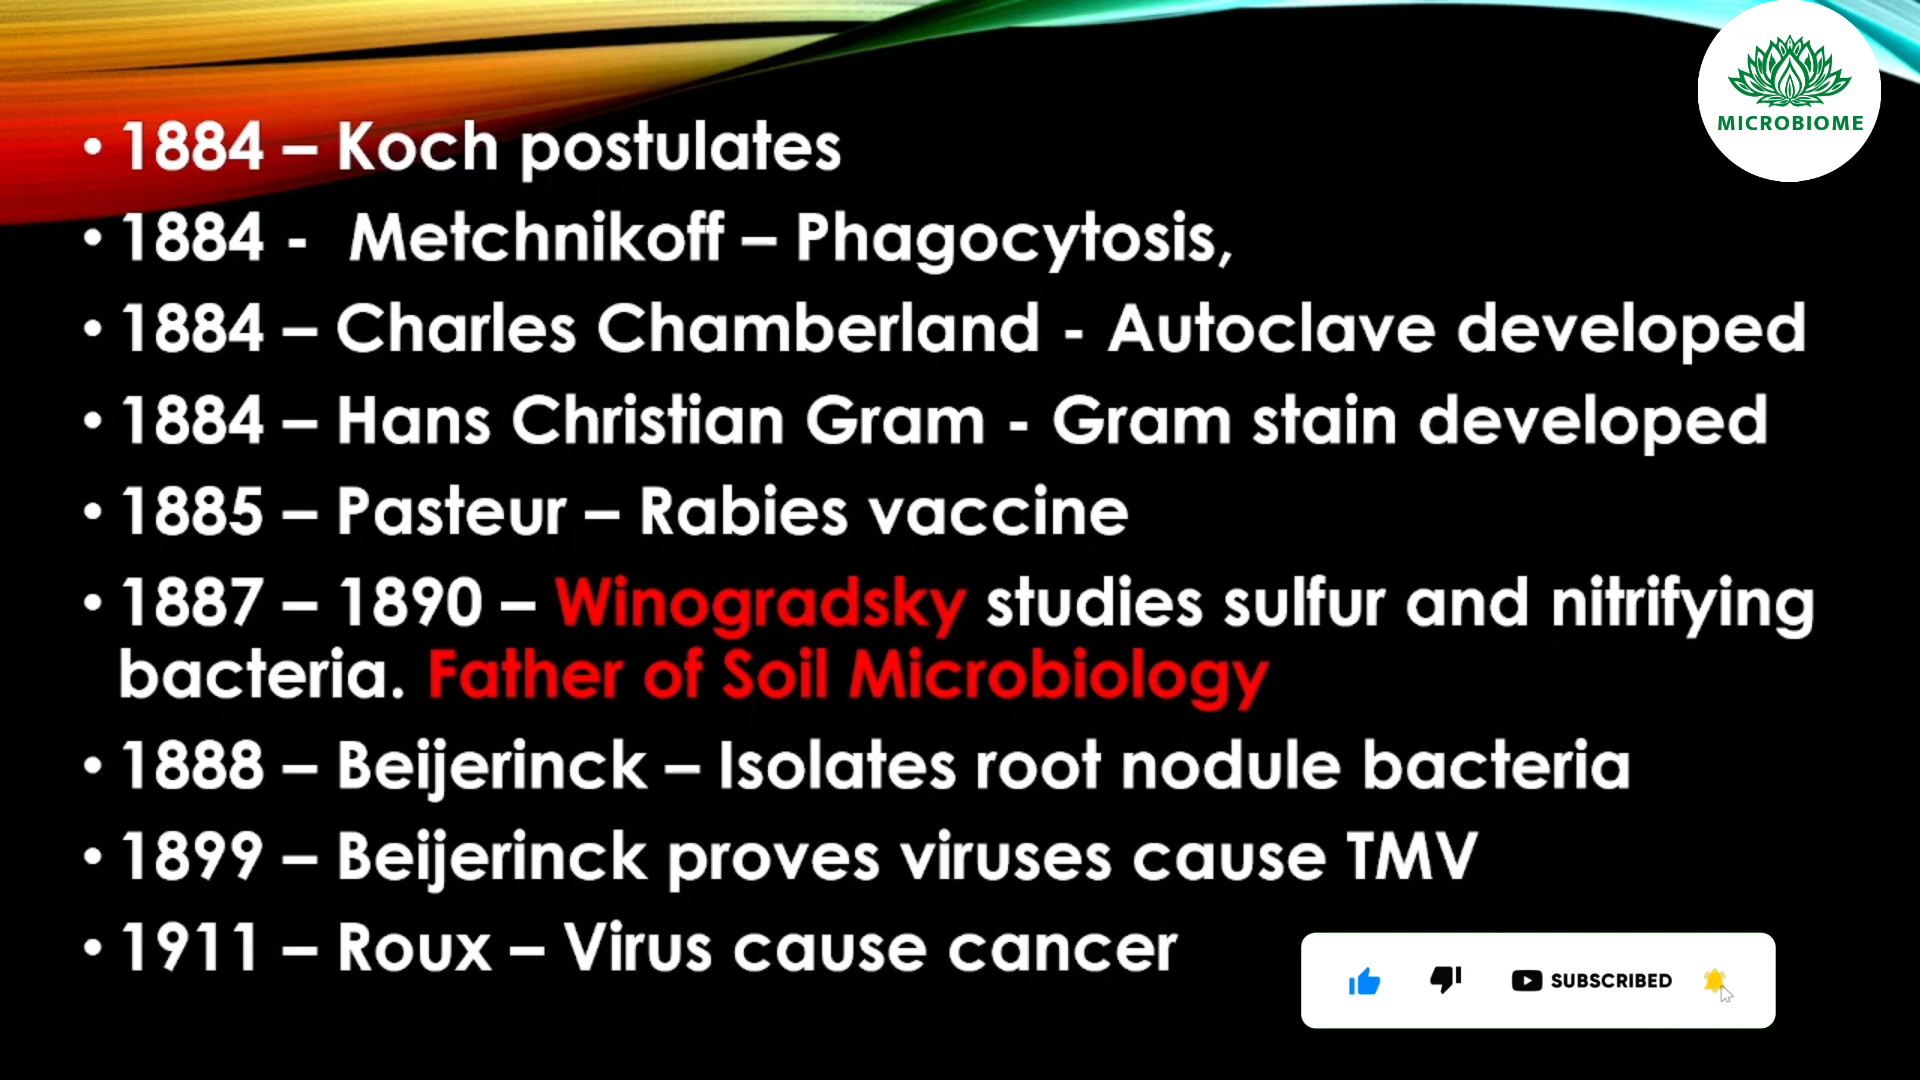 MICROBIOME
• 1884 – Koch postulates
• 1884 -  Metchnikoff – Phagocytosis,
• 1884 – Charles Chamberland - Autoclave developed
• 1884 – Hans Christian Gram - Gram stain developed
• 1885 – Pasteur – Rabies vaccine
• 1887 – 1890 – Winogradsky studies sulfur and nitrifying
bacteria. Father of Soil Microbiology
• 1888 – Beijerinck – Isolates root nodule bacteria
• 1899 – Beijerinck proves viruses cause TMV
• 1911 – Roux – Virus cause cancer
SUBSCRIBED